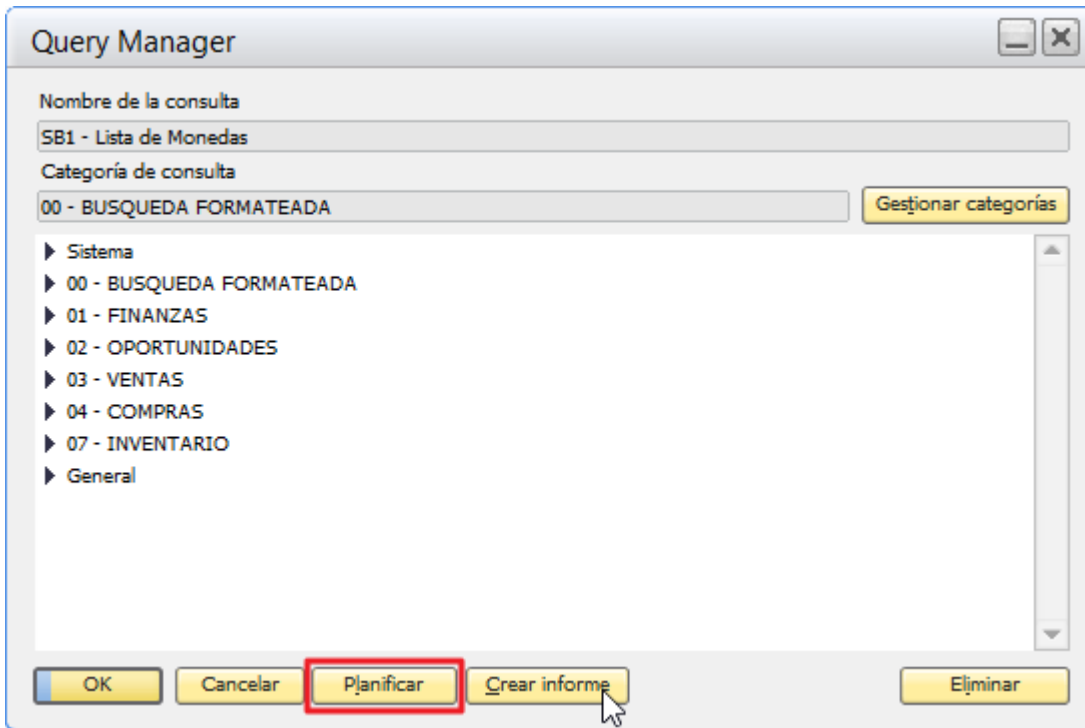 Query Manager
Nombre de la consulta
SB1 - Lista de Monedas
Categoría de consulta
00 - BUSQUEDA FORMATEADA
Gestionar categorías
Sistema
00 - BUSQUEDA FORMATEADA
01 - FINANZAS
02 - OPORTUNIDADES
03 - VENTAS
04 - COMPRAS
07 - INVENTARIO
General
OK Cancelar Planificar Crear informe Eliminar